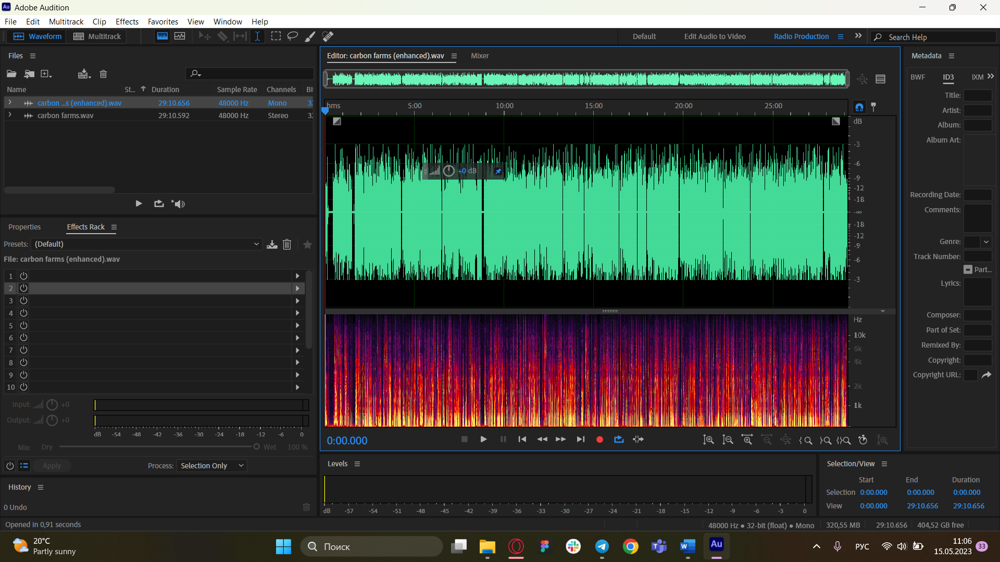 Au Adobe Audition
File Edit Multitrack Clip Effects Favorites View Window Help
Waveform Multitrack
Default Edit Audio to Video Radio Production
Search Help
Files
Name St... Duration Sample Rate Channels Bi
carbon ...s (enhanced).wav 29:10.656 48000 Hz Mono 32
carbon farms.wav 29:10.592 48000 Hz Stereo 32
Properties Effects Rack
Presets: (Default)
File: carbon farms (enhanced).wav
1
2
3
4
5
6
7
8
9
10
Input: +0
Output: +0
dB -54 -48 -42 -36 -30 -24 -18 -12 -6 0
Mix: Dry Wet 100 %
Apply Process: Selection Only
History
0 Undo
Opened in 0,91 seconds
Editor: carbon farms (enhanced).wav Mixer
hms 5:00 10:00 15:00 20:00 25:00
+0 dB
dB
-3
-6
-9
-12
-18
-∞
-18
-12
-9
-6
-3
Hz
10k
6k
4k
2k
1k
0:00.000
Levels
dB -57 -54 -51 -48 -45 -42 -39 -36 -33 -30 -27 -24 -21 -18 -15 -12 -9 -6 -3 0
Metadata
BWF ID3 IXM
Title:
Artist:
Album:
Album Art:
Recording Date:
Comments:
Genre:
Track Number:
Part...
Lyrics:
Composer:
Part of Set:
Remixed By:
Copyright:
Copyright URL:
Selection/View
Start End Duration
Selection 0:00.000 0:00.000 0:00.000
View 0:00.000 29:10.656 29:10.656
48000 Hz ● 32-bit (float) ● Mono 320,55 MB 29:10.656 404,52 GB free
20°C
Partly sunny
Поиск
T
W
Au
РУС
11:06
15.05.2023
33